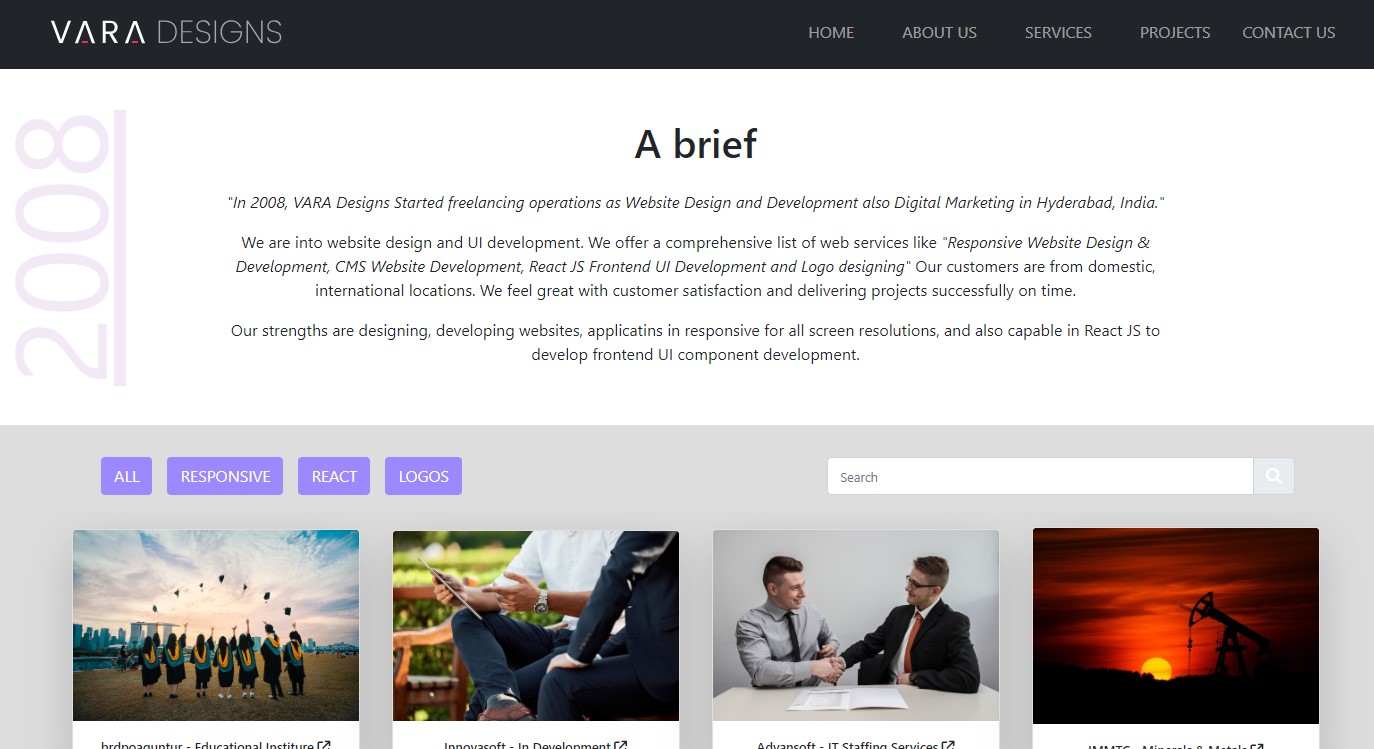 VARA DESIGNS
HOME ABOUT US SERVICES PROJECTS CONTACT US
2008
A brief
"In 2008, VARA Designs Started freelancing operations as Website Design and Development also Digital Marketing in Hyderabad, India."
We are into website design and UI development. We offer a comprehensive list of web services like "Responsive Website Design &
Development, CMS Website Development, React JS Frontend UI Development and Logo designing" Our customers are from domestic,
international locations. We feel great with customer satisfaction and delivering projects successfully on time.
Our strengths are designing, developing websites, applicatins in responsive for all screen resolutions, and also capable in React JS to
develop frontend UI component development.
ALL RESPONSIVE REACT LOGOS Search
brdpoaguntur - Educational Institure Innovasoft - In Development Advansoft - IT Staffing Services IMMTC - Minerals & Metals